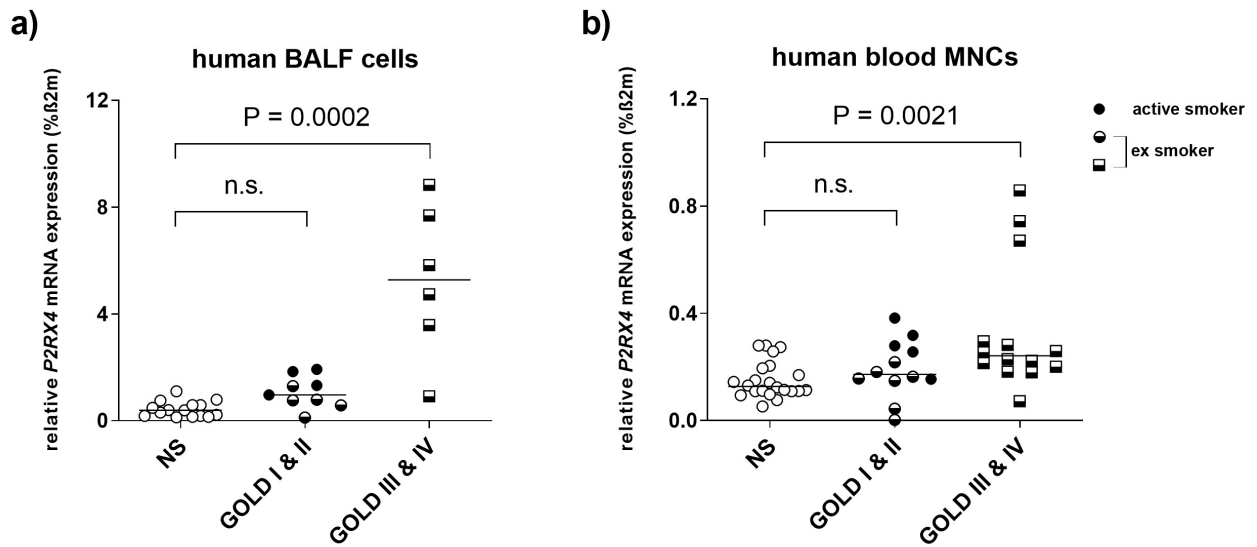 a)
human BALF cells
relative P2RX4 mRNA expression (%ß2m)
12
8
4
0
P = 0.0002
n.s.
NS
GOLD I & II
GOLD III & IV
b)
human blood MNCs
relative P2RX4 mRNA expression (%ß2m)
1.2
0.8
0.4
0.0
P = 0.0021
n.s.
NS
GOLD I & II
GOLD III & IV
active smoker
ex smoker